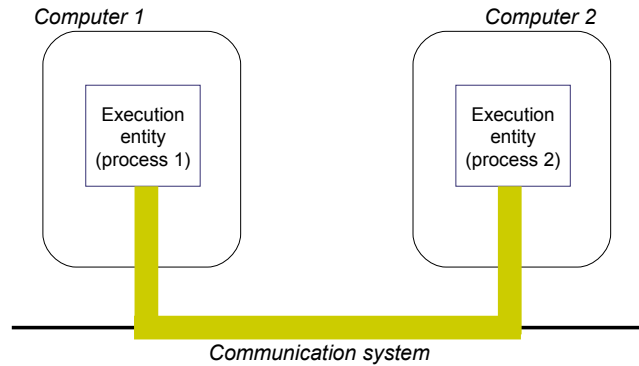 Computer 1
Computer 2
Execution
entity
(process 1)
Execution
entity
(process 2)
Communication system